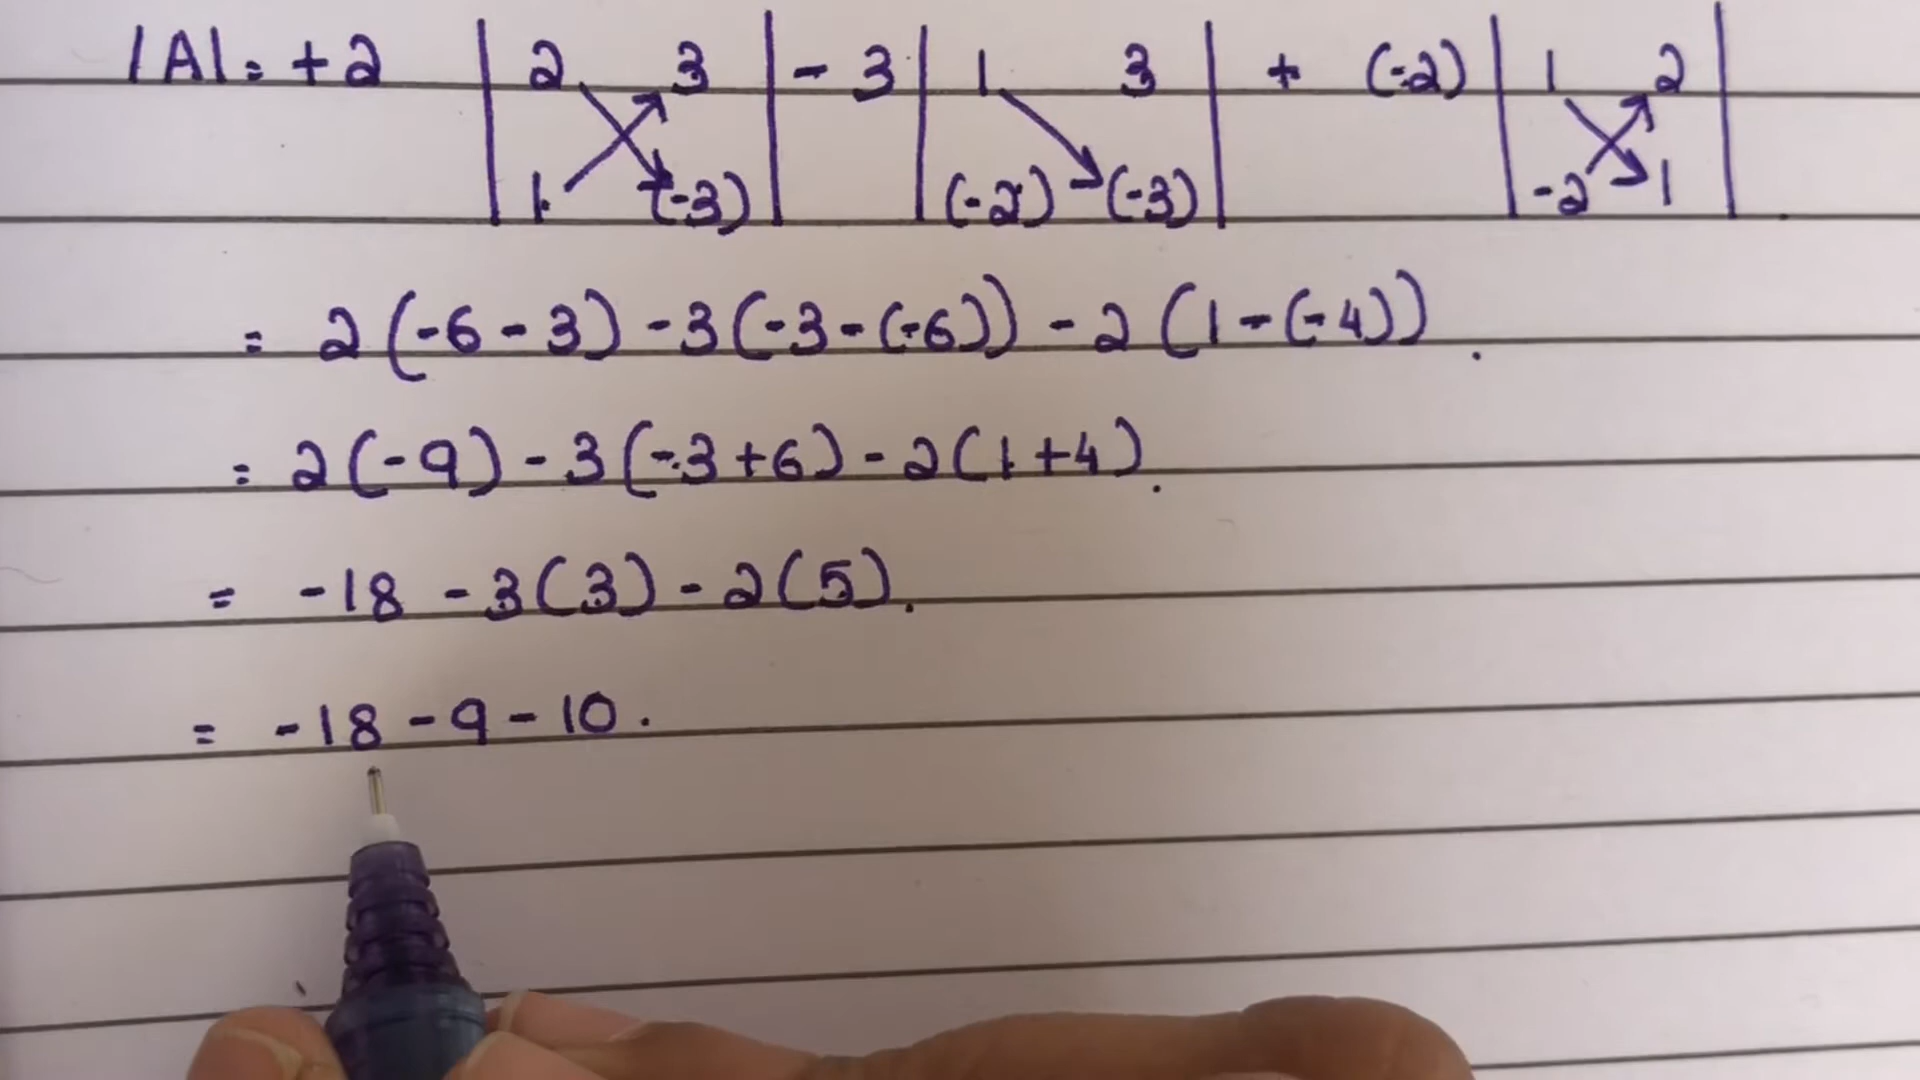 |A| = +2 | 2 3 | - 3 | 1 3 | + (-2) | 1 2 |
| 1 (-3) | | (-2) (-3) | | -2 1 |
= 2 (-6 - 3) - 3 (-3 - (-6)) - 2 (1 - (-4)).
= 2 (-9) - 3 (-3 + 6) - 2 (1 + 4).
= -18 - 3 (3) - 2 (5).
= -18 - 9 - 10.